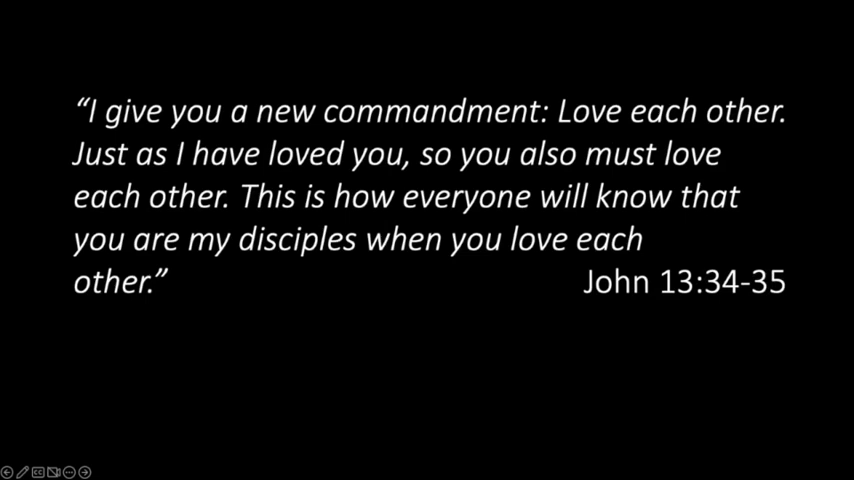 “I give you a new commandment: Love each other.
Just as I have loved you, so you also must love
each other. This is how everyone will know that
you are my disciples when you love each
other.” John 13:34-35